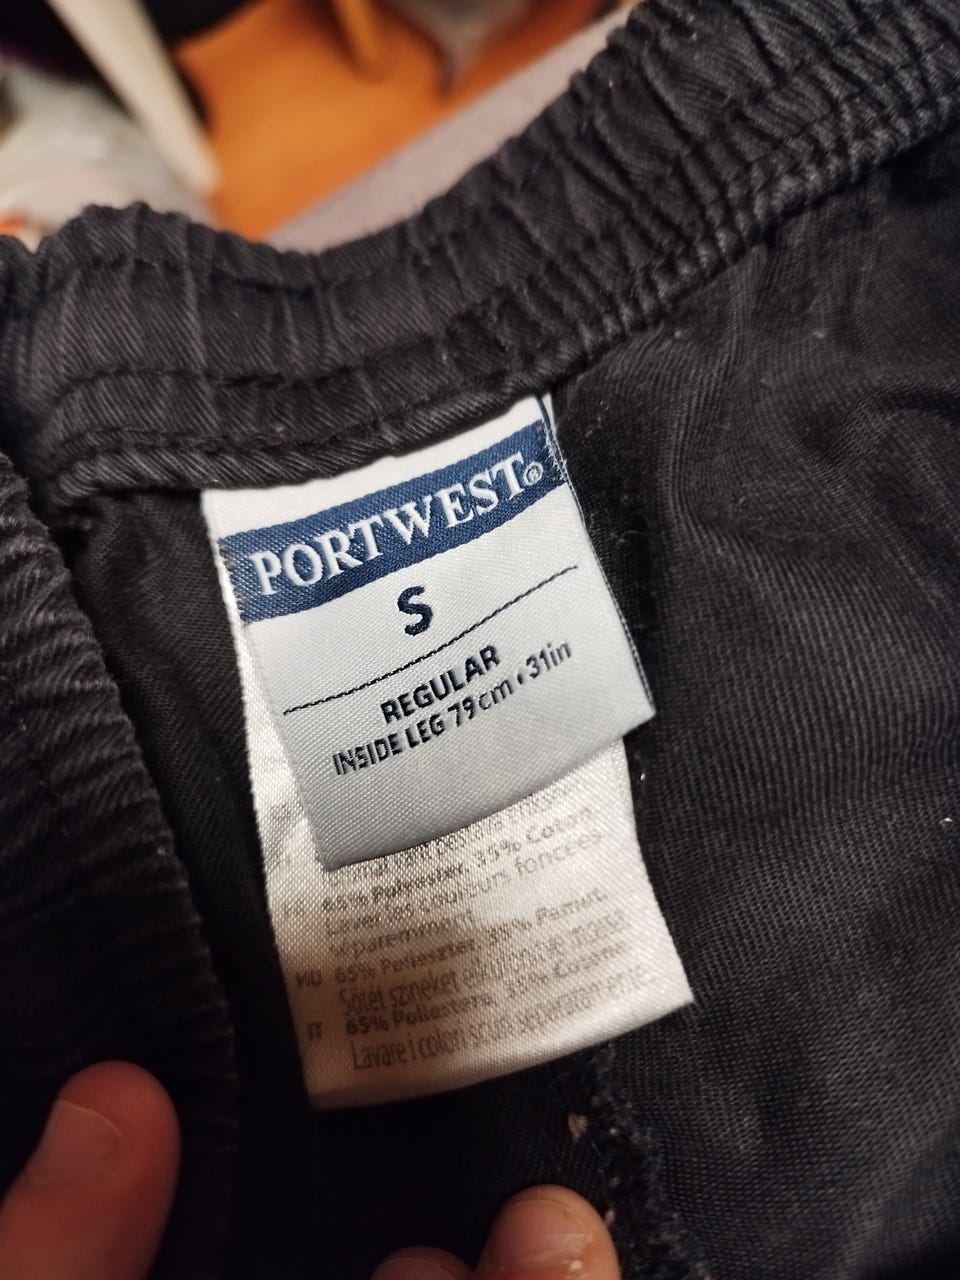 PORTWEST®
S
REGULAR
INSIDE LEG 79cm • 31in
65% Polyester, 35% Coton.
Laver les couleurs foncées
séparemment
HU 65% Poliészter, 35% Pamut.
Sötét színeket elkülönítve mossa
IT 65% Poliestere, 35% Cotone
Lavare i colori scuri separatamente.